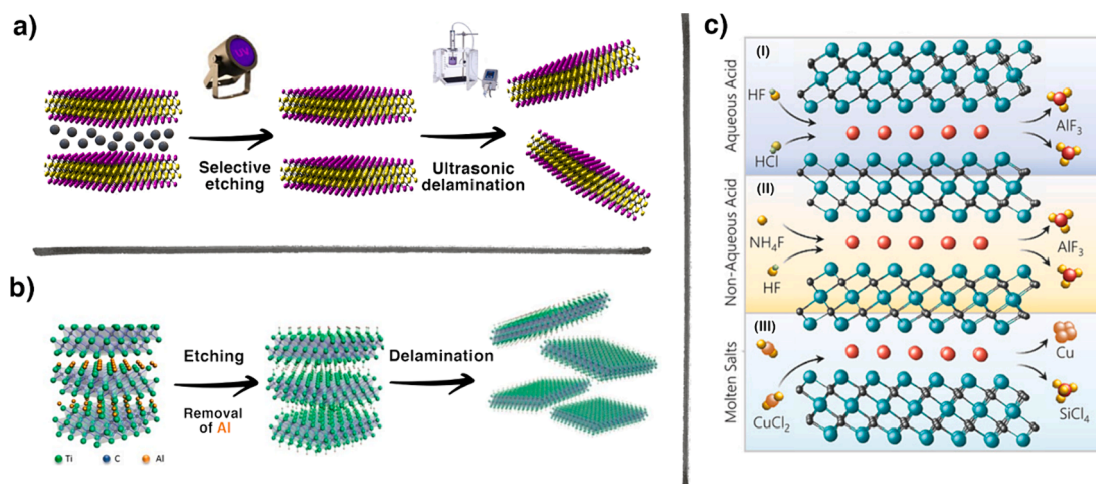 a)
UV
Selective
etching
Ultrasonic
delamination
b)
Etching
Removal
of Al
Delamination
Ti
C
Al
c)
Aqueous Acid
(I)
HF
HCl
AlF₃
Non-Aqueous Acid
(II)
NH₄F
HF
AlF₃
Molten Salts
(III)
CuCl₂
Cu
SiCl₄